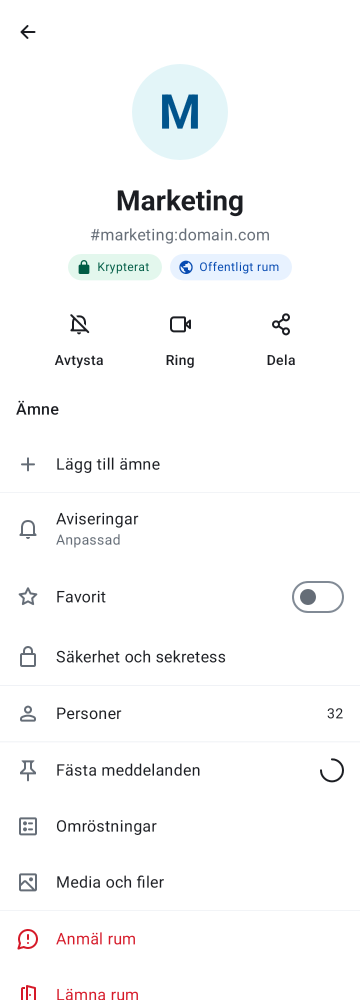 M
Marketing
#marketing:domain.com
Krypterat
Offentligt rum
Avtysta
Ring
Dela
Ämne
Lägg till ämne
Aviseringar
Anpassad
Favorit
Säkerhet och sekretess
Personer
32
Fästa meddelanden
Omröstningar
Media och filer
Anmäl rum
Lämna rum